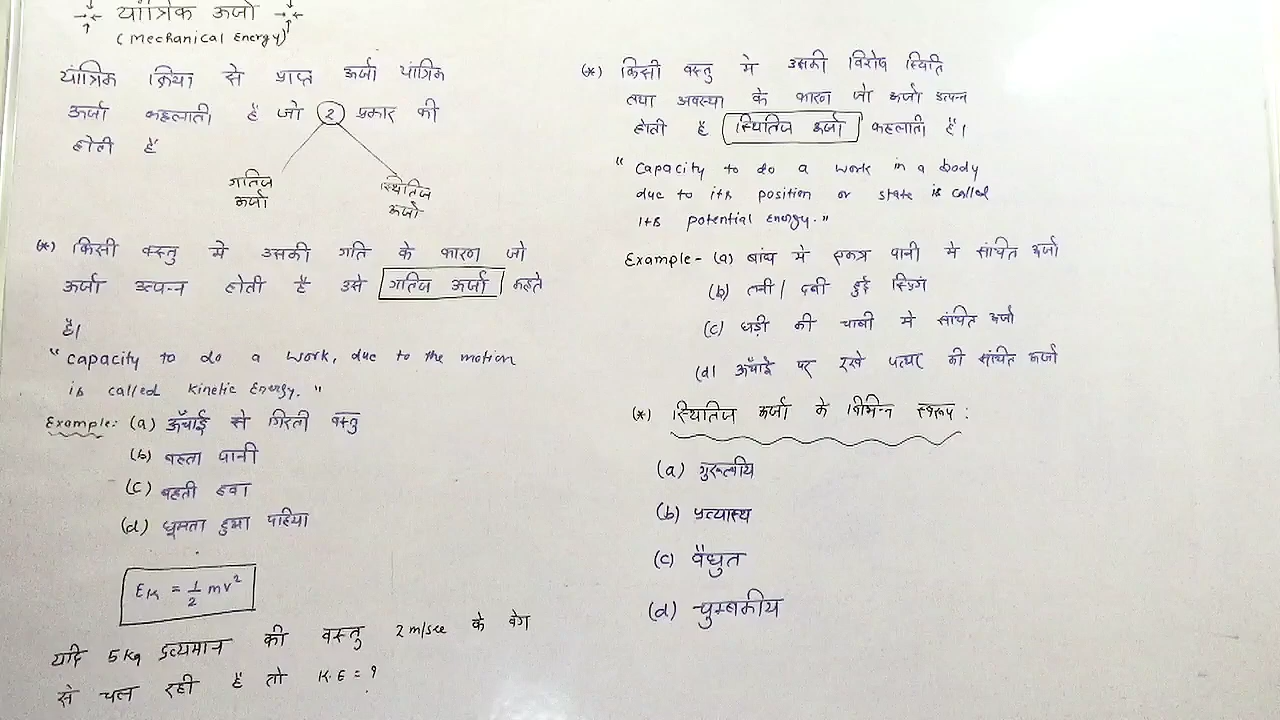 यांत्रिक ऊर्जा
(Mechanical Energy)
यांत्रिक क्रिया से प्राप्त ऊर्जा यांत्रिक
ऊर्जा कहलाती है जो 2 प्रकार की
होती है
गतिज
ऊर्जा
स्थितिज
ऊर्जा
(*) किसी वस्तु में उसकी गति के कारण जो
ऊर्जा उत्पन्न होती है उसे गतिज ऊर्जा कहते
हैं।
"Capacity to do a work, due to the motion
is called kinetic Energy."
Example: (a) ऊँचाई से गिरती वस्तु
(b) बहता पानी
(c) बहती हवा
(d) घूमता हुआ पहिया
EK = 1/2 mv²
यदि 5 kg द्रव्यमान की वस्तु 2 m/sec के वेग
से चल रही है तो K.E = ?
(*) किसी वस्तु मे उसकी विशेष स्थिति
तथा अवस्था के कारण जो ऊर्जा उत्पन्न
होती है स्थितिज ऊर्जा कहलाती है।
"Capacity to do a work in a body
due to its position or state is called
its potential Energy."
Example- (a) बांध मे एकत्र पानी मे संचित ऊर्जा
(b) तनी/दबी हुई स्प्रिंग
(c) घड़ी की चाबी मे संचित ऊर्जा
(d) ऊँचाई पर रखे पत्थर की संचित ऊर्जा
(*) स्थितिज ऊर्जा के विभिन्न स्वरूप :
(a) गुरुत्वीय
(b) प्रत्यास्थ
(c) वैधुत
(d) चुम्बकीय